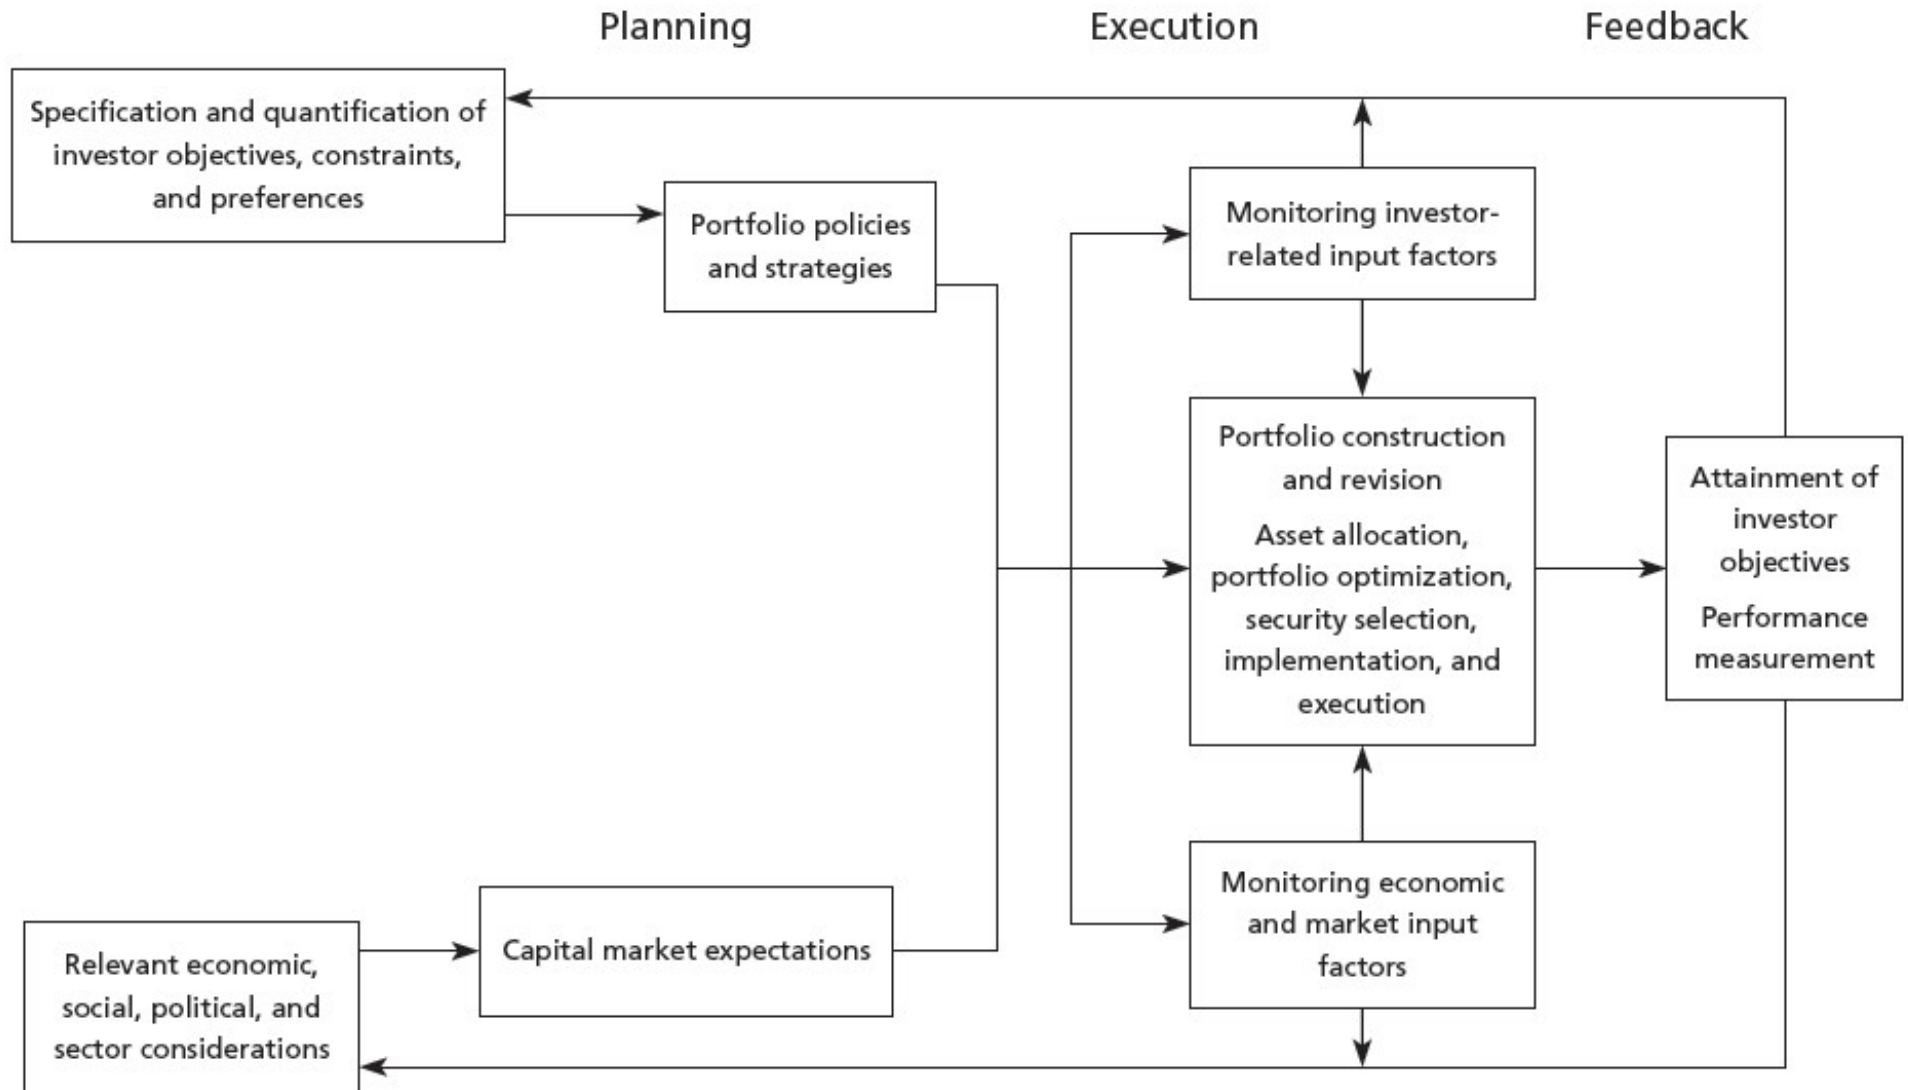 Planning
Execution
Feedback
Specification and quantification of
investor objectives, constraints,
and preferences
Portfolio policies
and strategies
Monitoring investor-
related input factors
Portfolio construction
and revision
Asset allocation,
portfolio optimization,
security selection,
implementation, and
execution
Attainment of
investor
objectives
Performance
measurement
Relevant economic,
social, political, and
sector considerations
Capital market expectations
Monitoring economic
and market input
factors